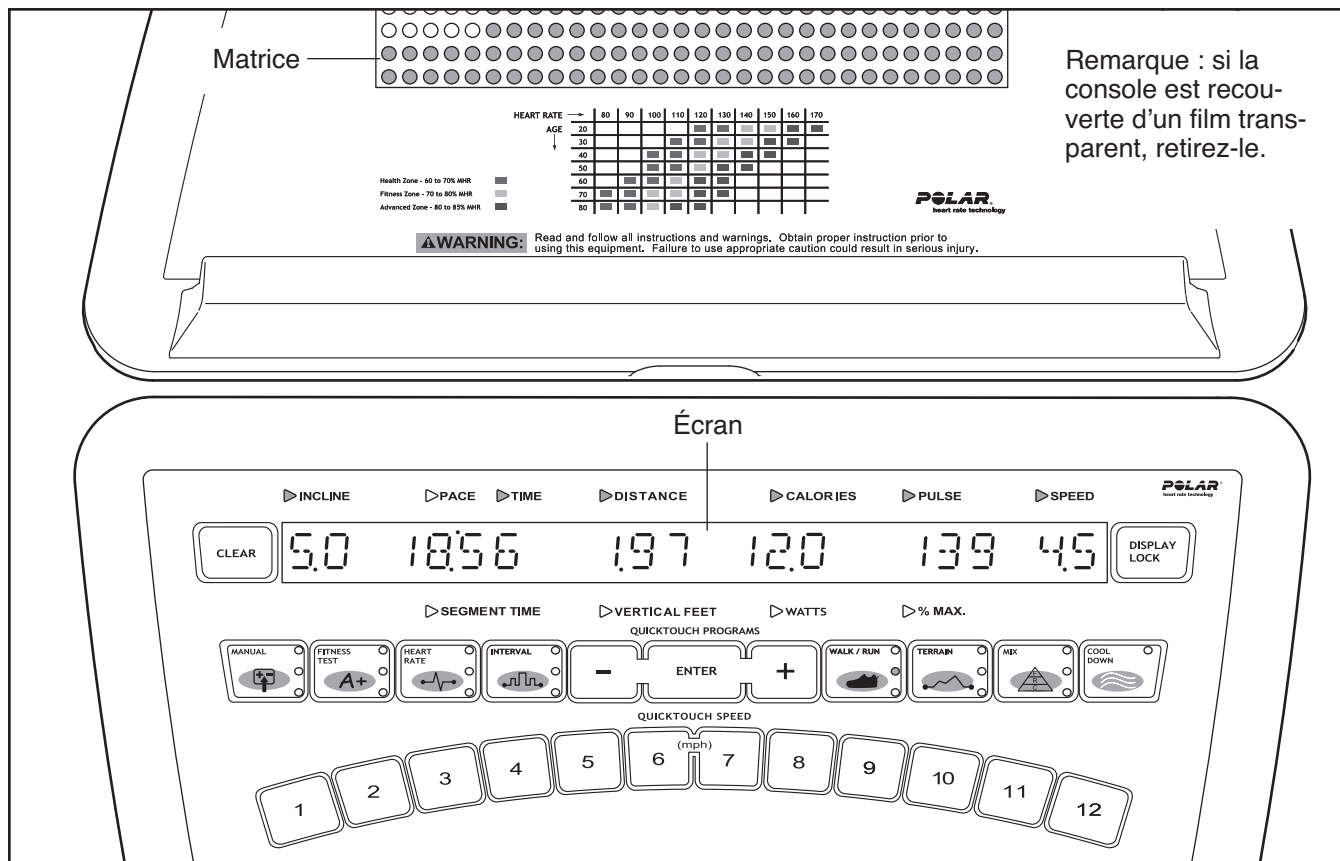 Matrice
Remarque : si la
console est recou-
verte d'un film trans-
parent, retirez-le.
HEART RATE 80 90 100 110 120 130 140 150 160 170
AGE 20
30
40
50
Health Zone - 60 to 70% MHR 60
Fitness Zone - 70 to 80% MHR 70
Advanced Zone - 80 to 85% MHR 80
POLAR®
heart rate technology
WARNING: Read and follow all instructions and warnings. Obtain proper instruction prior to
using this equipment. Failure to use appropriate caution could result in serious injury.
Écran
INCLINE PACE TIME DISTANCE CALORIES PULSE SPEED
POLAR®
heart rate technology
CLEAR 5.0 18:56 1.97 12.0 139 4.5 DISPLAY
LOCK
SEGMENT TIME VERTICAL FEET WATTS % MAX.
QUICKTOUCH PROGRAMS
MANUAL
FITNESS
TEST
A+
HEART
RATE
INTERVAL
-
ENTER
+
WALK / RUN
TERRAIN
MIX
COOL
DOWN
QUICKTOUCH SPEED
(mph)
1 2 3 4 5 6 7 8 9 10 11 12